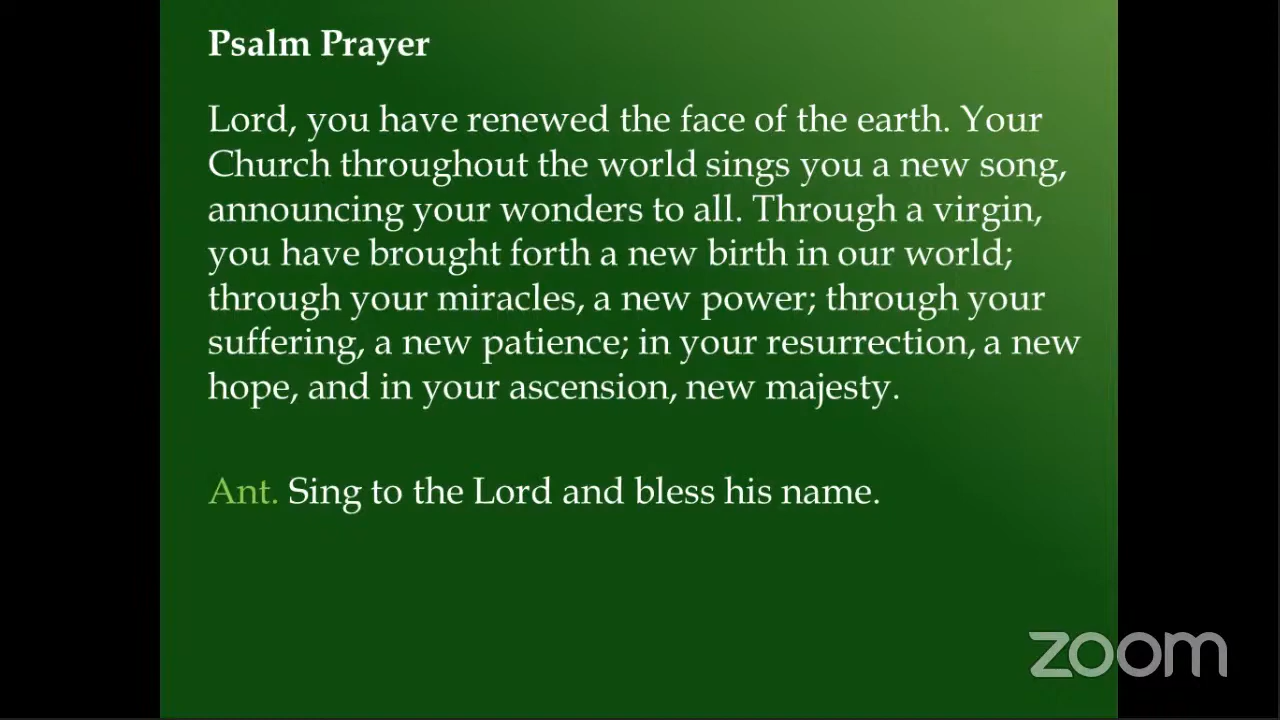 Psalm Prayer
Lord, you have renewed the face of the earth. Your
Church throughout the world sings you a new song,
announcing your wonders to all. Through a virgin,
you have brought forth a new birth in our world;
through your miracles, a new power; through your
suffering, a new patience; in your resurrection, a new
hope, and in your ascension, new majesty.
Ant. Sing to the Lord and bless his name.
zoom